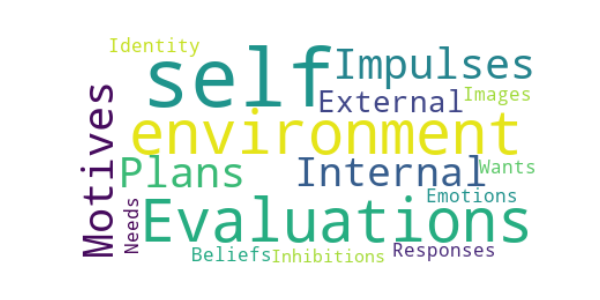 Identity
self
Impulses
External
Images
Motives
environment
Plans
Internal
Wants
Needs
Evaluations
Emotions
Beliefs
Inhibitions
Responses